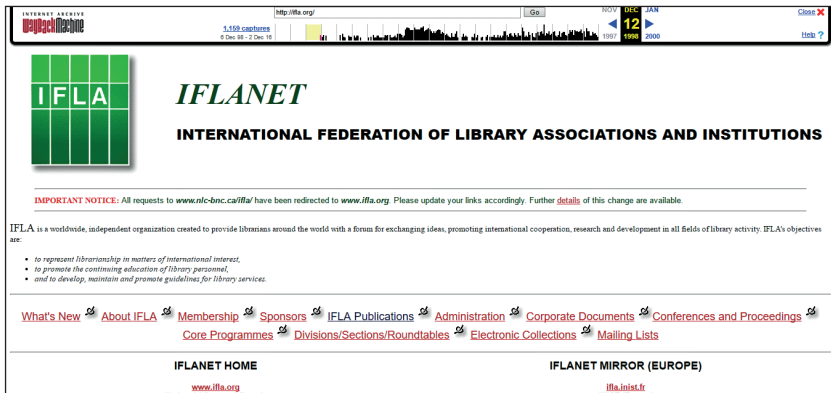 INTERNET ARCHIVE
WayBackMachine
http://ifla.org/
Go
NOV DEC JAN
Close
1,159 captures
12
6 Dec 98 - 2 Dec 16
1997 1998 2000
Help ?
IFLA
IFLANET
INTERNATIONAL FEDERATION OF LIBRARY ASSOCIATIONS AND INSTITUTIONS
IMPORTANT NOTICE: All requests to www.nlc-bnc.ca/ifla/ have been redirected to www.ifla.org. Please update your links accordingly. Further details of this change are available.
IFLA is a worldwide, independent organization created to provide librarians around the world with a forum for exchanging ideas, promoting international cooperation, research and development in all fields of library activity. IFLA's objectives
are:
• to represent librarianship in matters of international interest,
• to promote the continuing education of library personnel,
• and to develop, maintain and promote guidelines for library services.
What's New About IFLA Membership Sponsors IFLA Publications Administration Corporate Documents Conferences and Proceedings
Core Programmes Divisions/Sections/Roundtables Electronic Collections Mailing Lists
IFLANET HOME IFLANET MIRROR (EUROPE)
www.ifla.org ifla.inist.fr